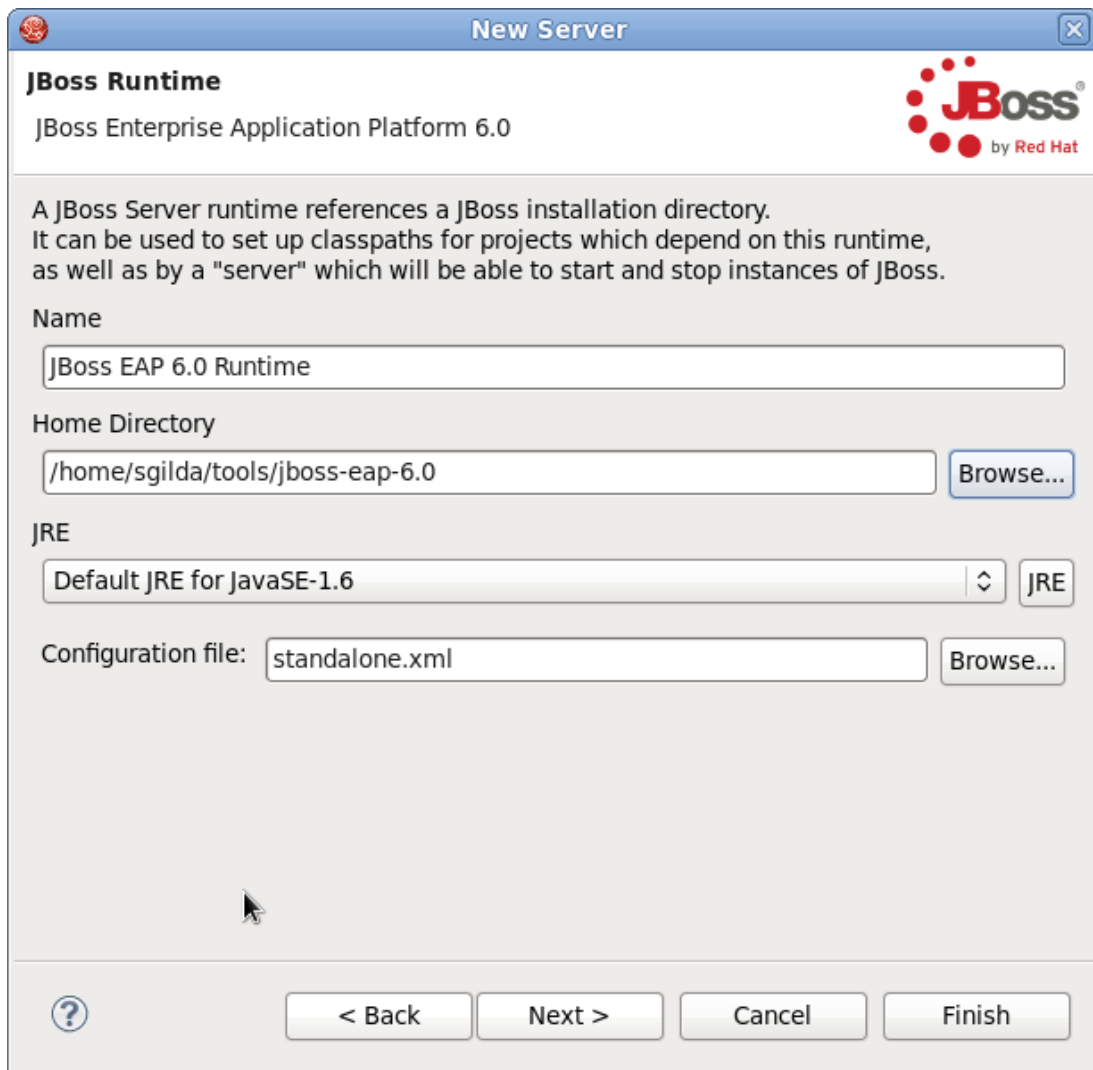 New Server
JBoss Runtime
JBoss Enterprise Application Platform 6.0
JBoss®
by Red Hat
A JBoss Server runtime references a JBoss installation directory.
It can be used to set up classpaths for projects which depend on this runtime,
as well as by a "server" which will be able to start and stop instances of JBoss.
Name
JBoss EAP 6.0 Runtime
Home Directory
/home/sgilda/tools/jboss-eap-6.0 Browse...
JRE
Default JRE for JavaSE-1.6 JRE
Configuration file: standalone.xml Browse...
? < Back Next > Cancel Finish